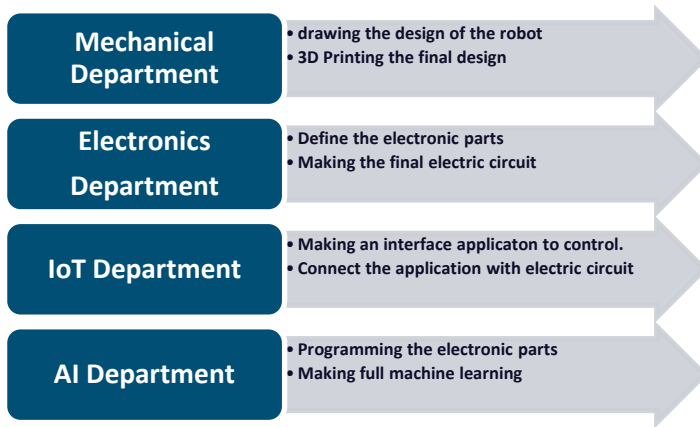 Mechanical
Department
• drawing the design of the robot
• 3D Printing the final design
Electronics
Department
• Define the electronic parts
• Making the final electric circuit
IoT Department
• Making an interface applicaton to control.
• Connect the application with electric circuit
AI Department
• Programming the electronic parts
• Making full machine learning